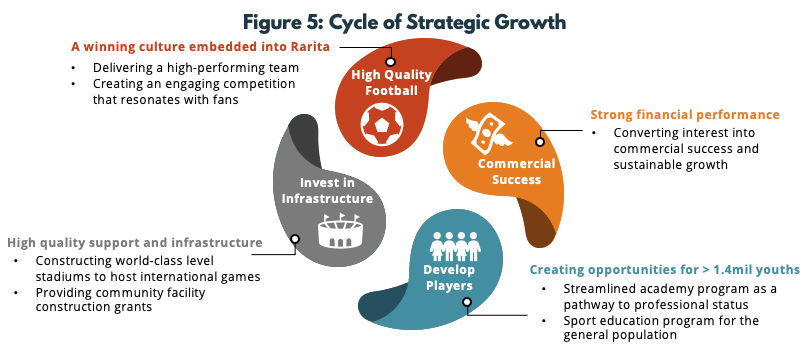 Figure 5: Cycle of Strategic Growth
A winning culture embedded into Rarita
• Delivering a high-performing team
• Creating an engaging competition
that resonates with fans
High Quality
Football
Strong financial performance
• Converting interest into
commercial success and
sustainable growth
Commercial
Success
Invest in
Infrastructure
High quality support and infrastructure
• Constructing world-class level
stadiums to host international games
• Providing community facility
construction grants
Develop
Players
Creating opportunities for > 1.4mil youths
• Streamlined academy program as a
pathway to professional status
• Sport education program for the
general population